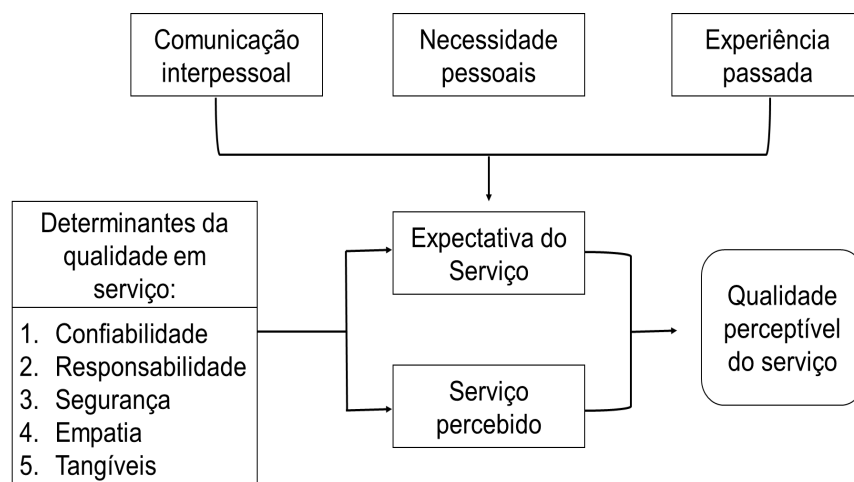 Comunicação
interpessoal
Necessidade
pessoais
Experiência
passada
Determinantes da
qualidade em
serviço:
1. Confiabilidade
2. Responsabilidade
3. Segurança
4. Empatia
5. Tangíveis
Expectativa do
Serviço
Serviço
percebido
Qualidade
perceptível
do serviço